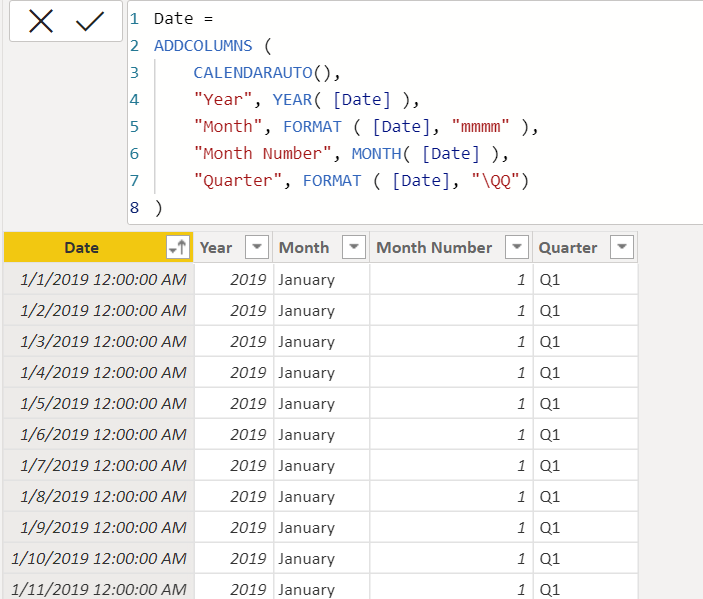 1 Date =
2 ADDCOLUMNS (
3 CALENDARAUTO(),
4 "Year", YEAR( [Date] ),
5 "Month", FORMAT ( [Date], "mmmm" ),
6 "Month Number", MONTH( [Date] ),
7 "Quarter", FORMAT ( [Date], "\QQ")
8 )
Date Year Month Month Number Quarter
1/1/2019 12:00:00 AM 2019 January 1 Q1
1/2/2019 12:00:00 AM 2019 January 1 Q1
1/3/2019 12:00:00 AM 2019 January 1 Q1
1/4/2019 12:00:00 AM 2019 January 1 Q1
1/5/2019 12:00:00 AM 2019 January 1 Q1
1/6/2019 12:00:00 AM 2019 January 1 Q1
1/7/2019 12:00:00 AM 2019 January 1 Q1
1/8/2019 12:00:00 AM 2019 January 1 Q1
1/9/2019 12:00:00 AM 2019 January 1 Q1
1/10/2019 12:00:00 AM 2019 January 1 Q1
1/11/2019 12:00:00 AM 2019 January 1 Q1